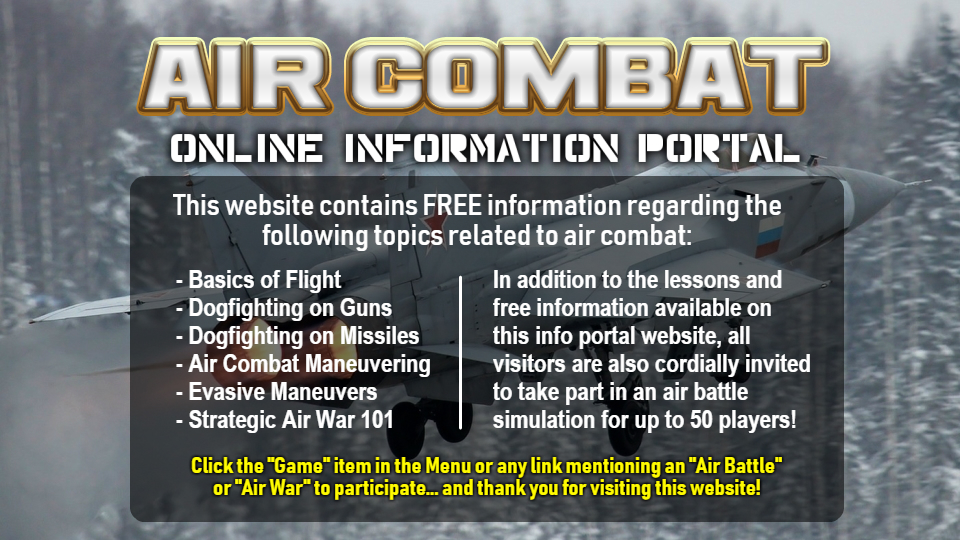 AIR COMBAT
ONLINE INFORMATION PORTAL
This website contains FREE information regarding the
following topics related to air combat:
- Basics of Flight
- Dogfighting on Guns
- Dogfighting on Missiles
- Air Combat Maneuvering
- Evasive Maneuvers
- Strategic Air War 101
In addition to the lessons and
free information available on
this info portal website, all
visitors are also cordially invited
to take part in an air battle
simulation for up to 50 players!
Click the "Game" item in the Menu or any link mentioning an "Air Battle"
or "Air War" to participate... and thank you for visiting this website!